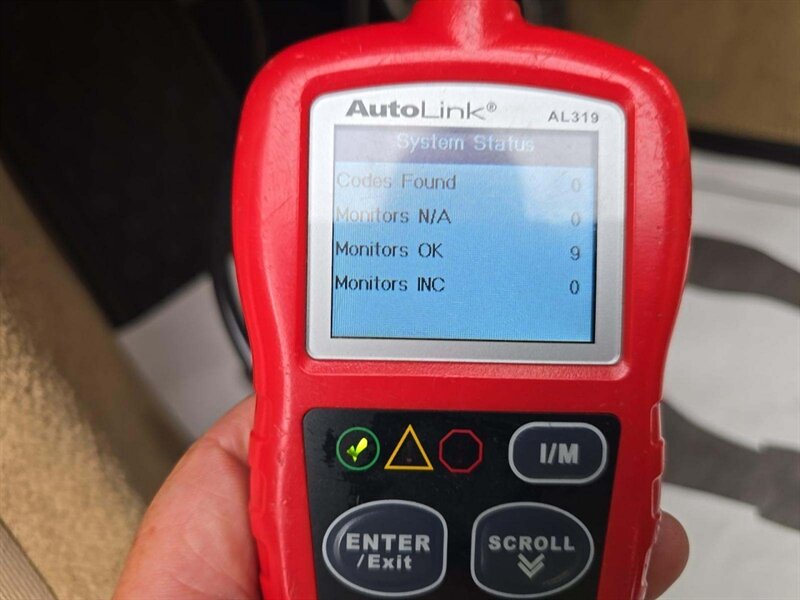 AutoLink®
AL319
System Status
Codes Found 0
Monitors N/A 0
Monitors OK 9
Monitors INC 0
I/M
ENTER
/Exit
SCROLL